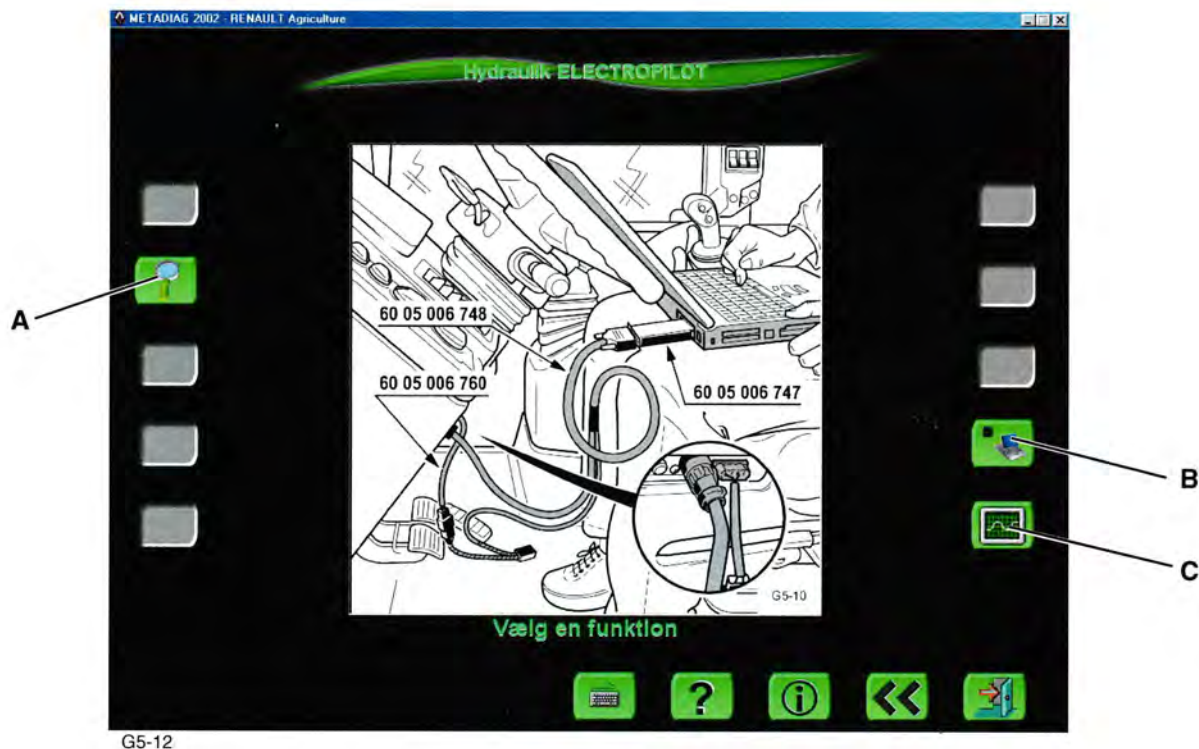 METADIAG 2002 - RENAULT Agriculture
Hydraulik ELECTROPILOT
60 05 006 748
60 05 006 760
60 05 006 747
A
B
C
G5-10
Vælg en funktion
?
i
G5-12